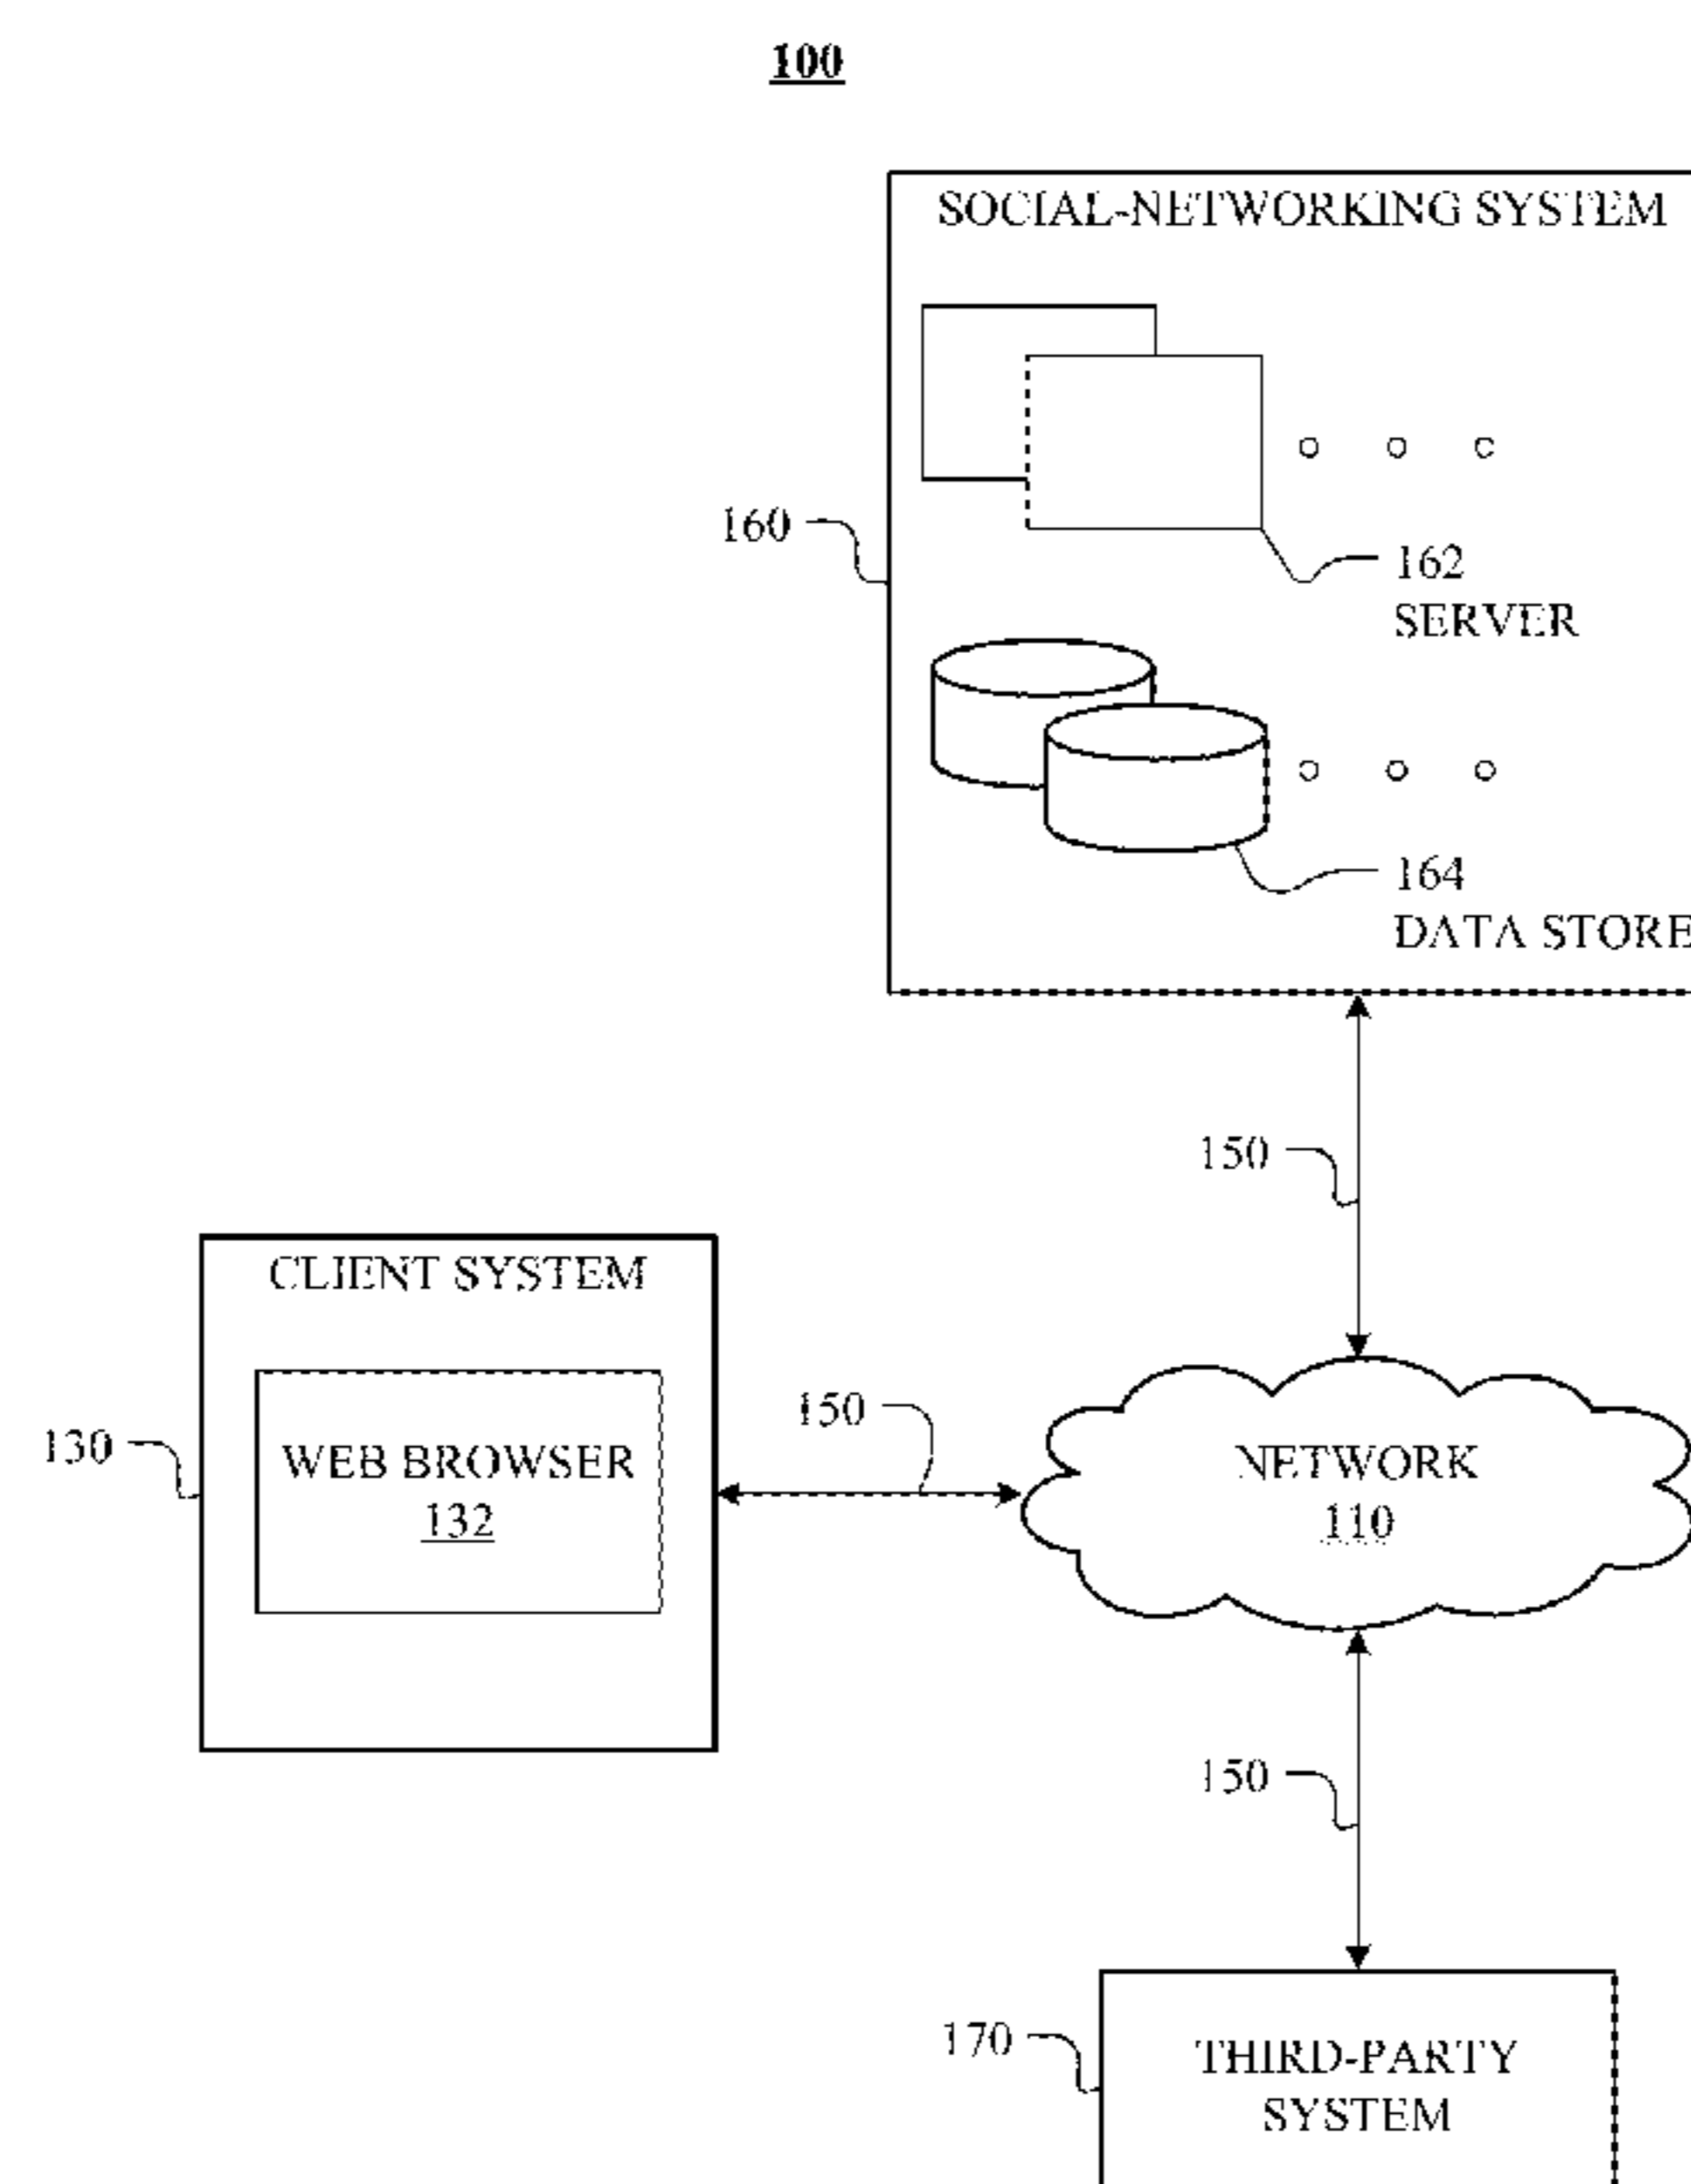 100
SOCIAL-NETWORKING SYSTEM
160
162
SERVER
164
DATA STORE
150
CLIENT SYSTEM
130
WEB BROWSER
132
150
NETWORK
110
150
170
THIRD-PARTY
SYSTEM